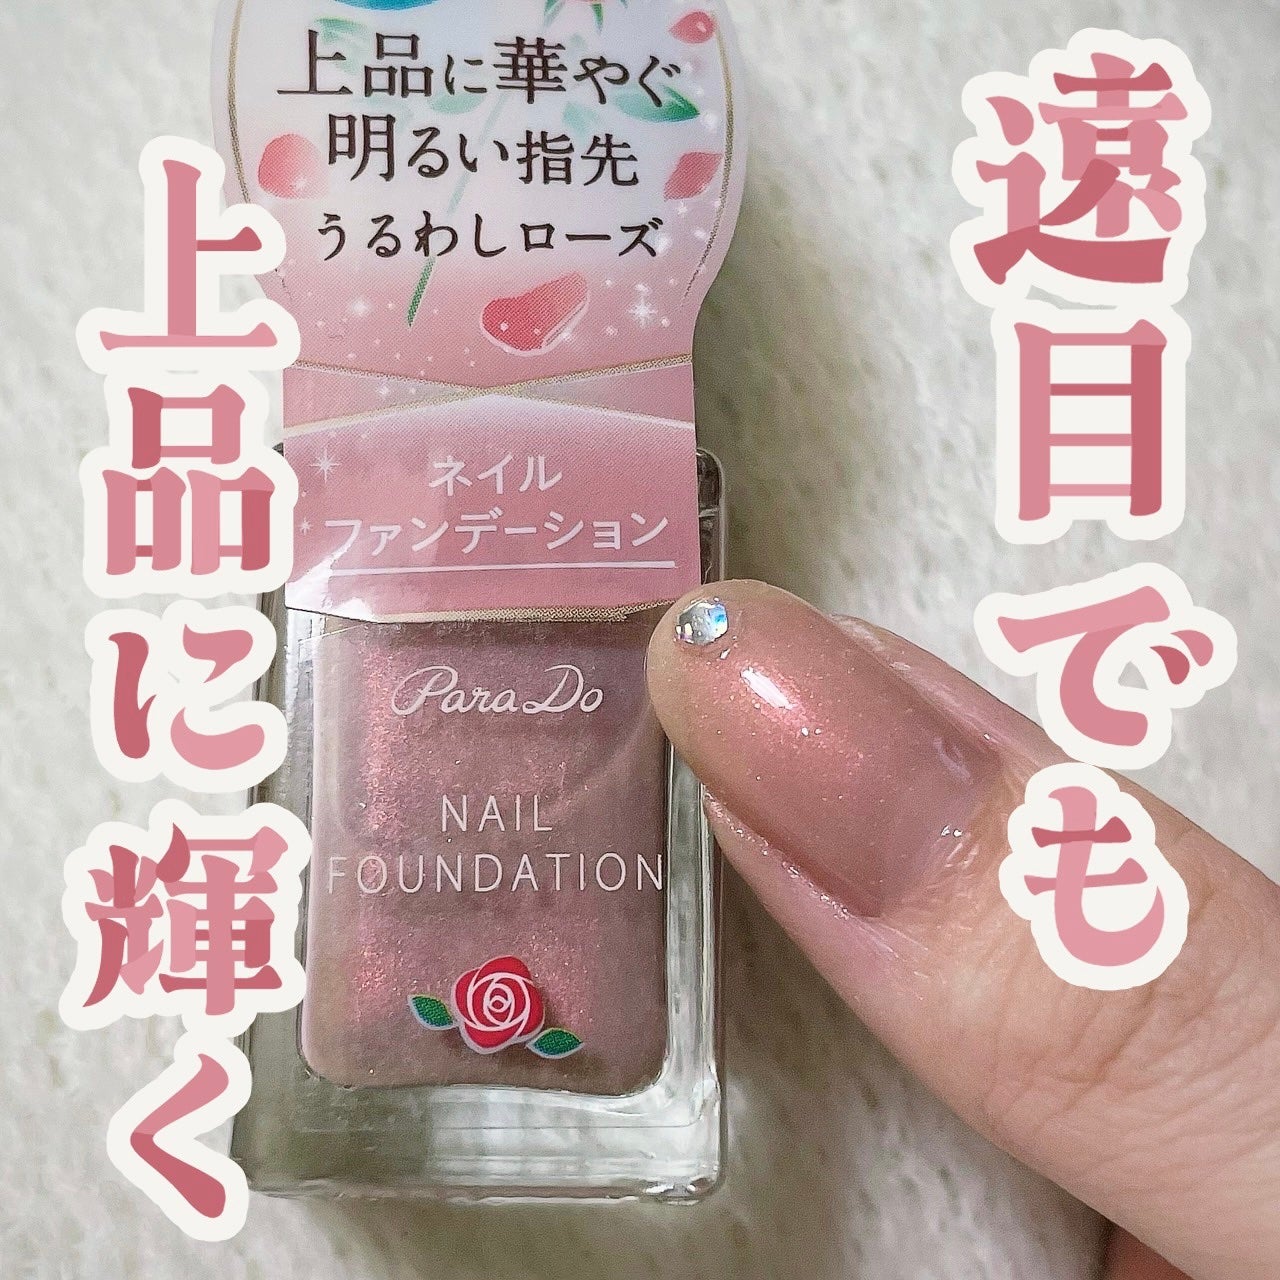 遠目でも
上品に輝く
上品に華やぐ
明るい指先
うるわしローズ
ネイル
ファンデーション
ParaDo
NAIL
FOUNDATION